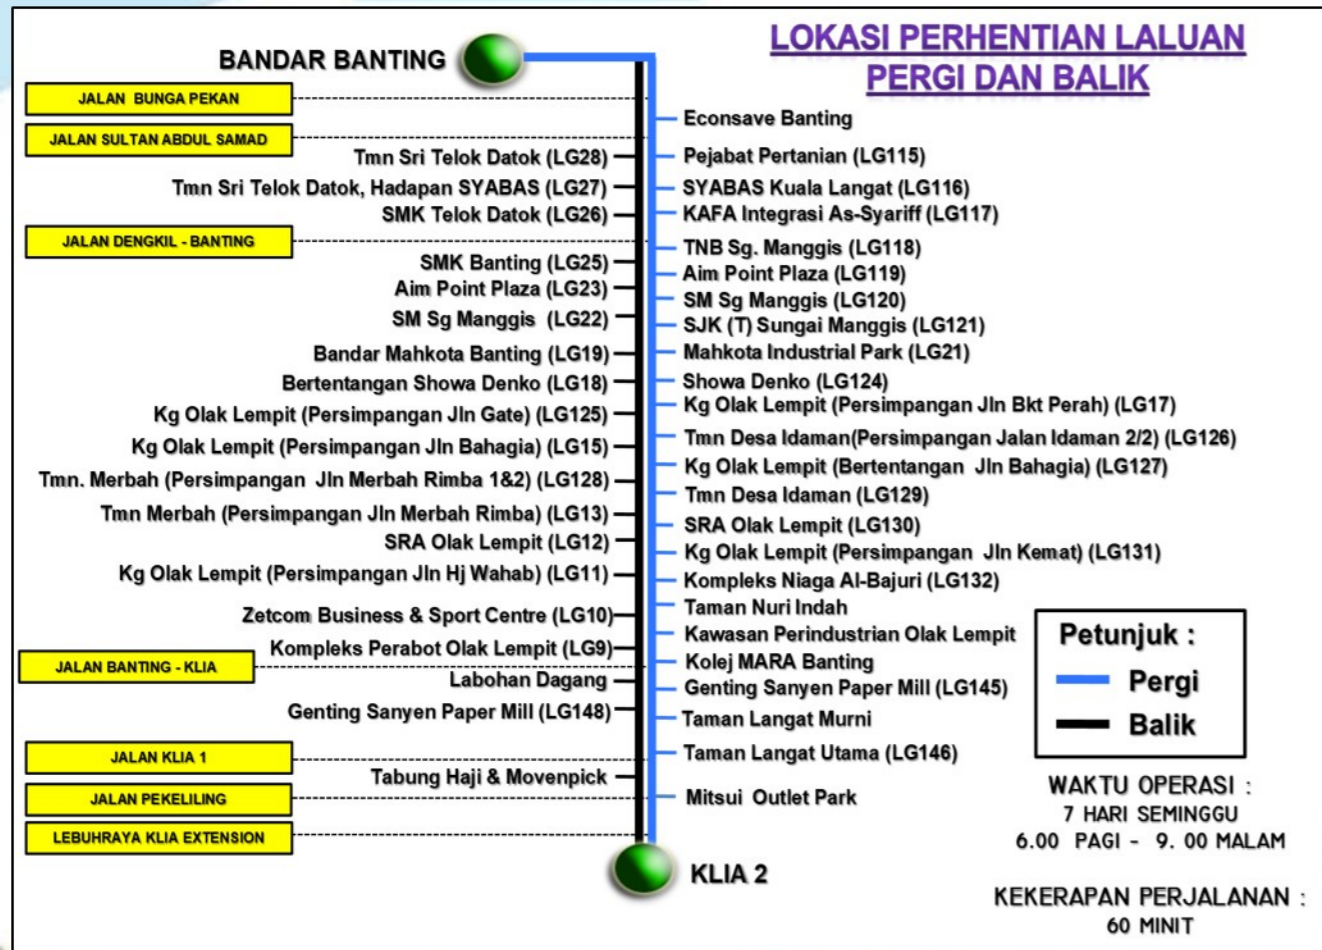 LOKASI PERHENTIAN LALUAN
PERGI DAN BALIK
BANDAR BANTING
JALAN BUNGA PEKAN
JALAN SULTAN ABDUL SAMAD
Tmn Sri Telok Datok (LG28)
Tmn Sri Telok Datok, Hadapan SYABAS (LG27)
SMK Telok Datok (LG26)
JALAN DENGKIL - BANTING
SMK Banting (LG25)
Aim Point Plaza (LG23)
SM Sg Manggis (LG22)
Bandar Mahkota Banting (LG19)
Bertentangan Showa Denko (LG18)
Kg Olak Lempit (Persimpangan Jln Gate) (LG125)
Kg Olak Lempit (Persimpangan Jln Bahagia) (LG15)
Tmn. Merbah (Persimpangan Jln Merbah Rimba 1&2) (LG128)
Tmn Merbah (Persimpangan Jln Merbah Rimba) (LG13)
SRA Olak Lempit (LG12)
Kg Olak Lempit (Persimpangan Jln Hj Wahab) (LG11)
Zetcom Business & Sport Centre (LG10)
Kompleks Perabot Olak Lempit (LG9)
JALAN BANTING - KLIA
Labohan Dagang
Genting Sanyen Paper Mill (LG148)
JALAN KLIA 1
Tabung Haji & Movenpick
JALAN PEKELILING
LEBUHRAYA KLIA EXTENSION
Econsave Banting
Pejabat Pertanian (LG115)
SYABAS Kuala Langat (LG116)
KAFA Integrasi As-Syariff (LG117)
TNB Sg. Manggis (LG118)
Aim Point Plaza (LG119)
SM Sg Manggis (LG120)
SJK (T) Sungai Manggis (LG121)
Mahkota Industrial Park (LG21)
Showa Denko (LG124)
Kg Olak Lempit (Persimpangan Jln Bkt Perah) (LG17)
Tmn Desa Idaman(Persimpangan Jalan Idaman 2/2) (LG126)
Kg Olak Lempit (Bertentangan Jln Bahagia) (LG127)
Tmn Desa Idaman (LG129)
SRA Olak Lempit (LG130)
Kg Olak Lempit (Persimpangan Jln Kemat) (LG131)
Kompleks Niaga Al-Bajuri (LG132)
Taman Nuri Indah
Kawasan Perindustrian Olak Lempit
Kolej MARA Banting
Genting Sanyen Paper Mill (LG145)
Taman Langat Murni
Taman Langat Utama (LG146)
Mitsui Outlet Park
KLIA 2
Petunjuk :
Pergi
Balik
WAKTU OPERASI :
7 HARI SEMINGGU
6.00 PAGI - 9. 00 MALAM
KEKERAPAN PERJALANAN :
60 MINIT